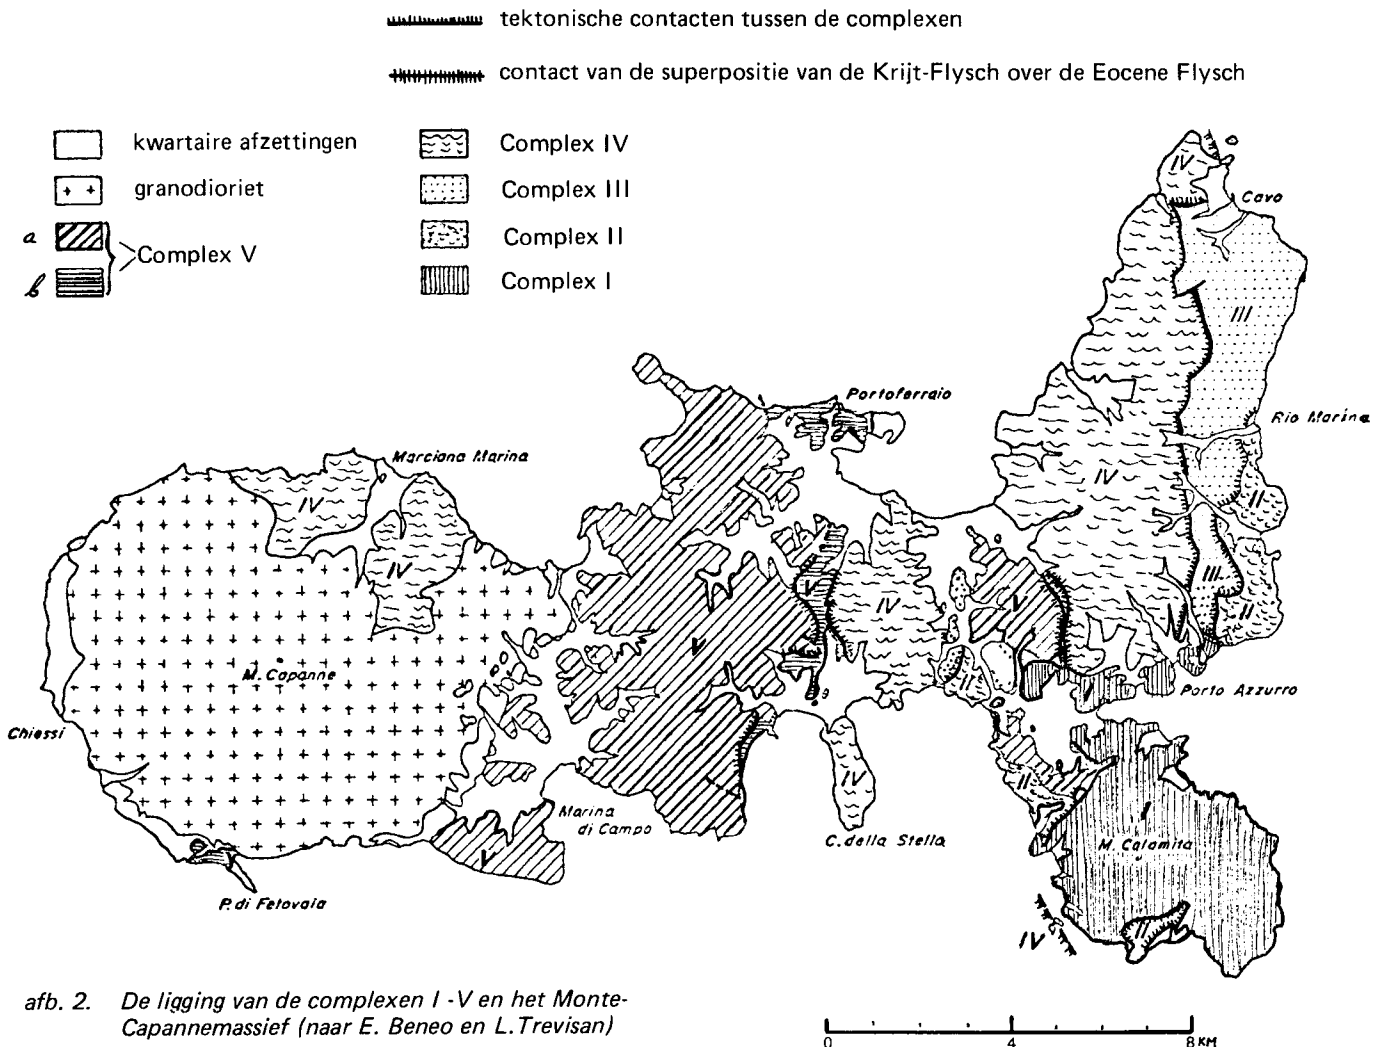 tektonische contacten tussen de complexen
contact van de superpositie van de Krijt-Flysch over de Eocene Flysch
kwartaire afzettingen
granodioriet
a
b
Complex V
Complex IV
Complex III
Complex II
Complex I
IV
Cavo
III
Portoferraio
Rio Marina
Marciana Marina
IV
IV
IV
II
V
IV
V
III
II
V
M. Capanne
I
Porto Azzurro
Chiessi
II
IV
I
Marina
di Campo
C. della Stella
M. Calamita
V
P. di Fetovaia
IV
II
afb. 2. De ligging van de complexen I - V en het Monte-
Capannemassief (naar E. Beneo en L. Trevisan)
0 4 8 KM